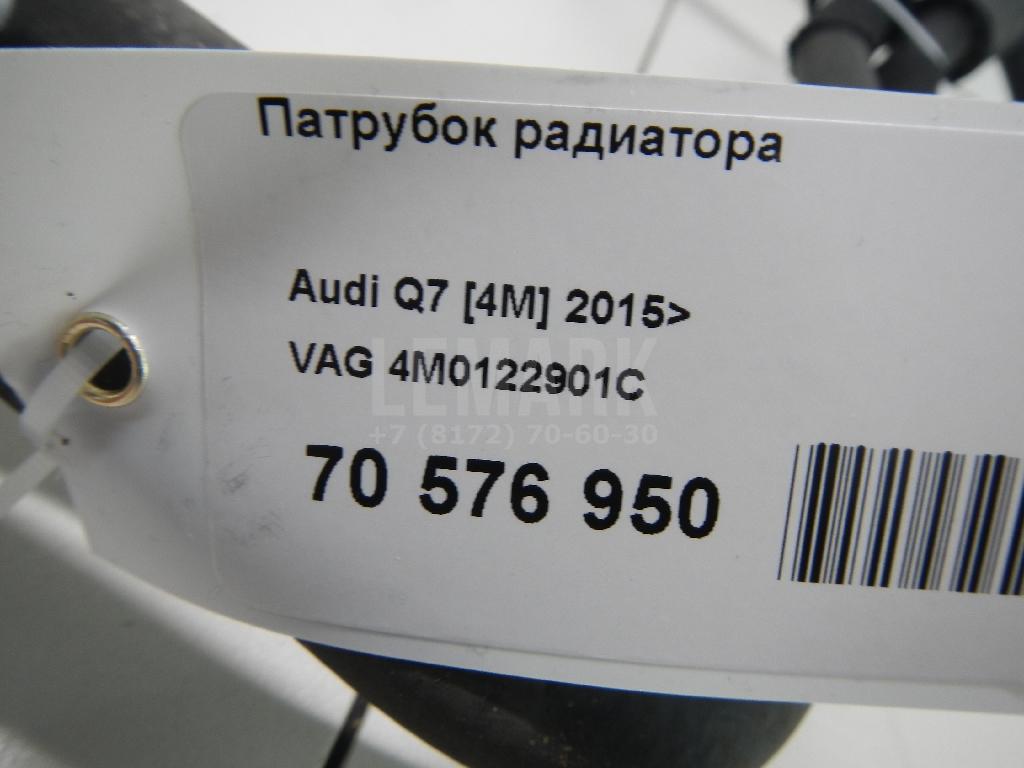 Патрубок радиатора
Audi Q7 [4M] 2015>
VAG 4M0122901C
LEMARK
+7 (8172) 70-60-30
70 576 950